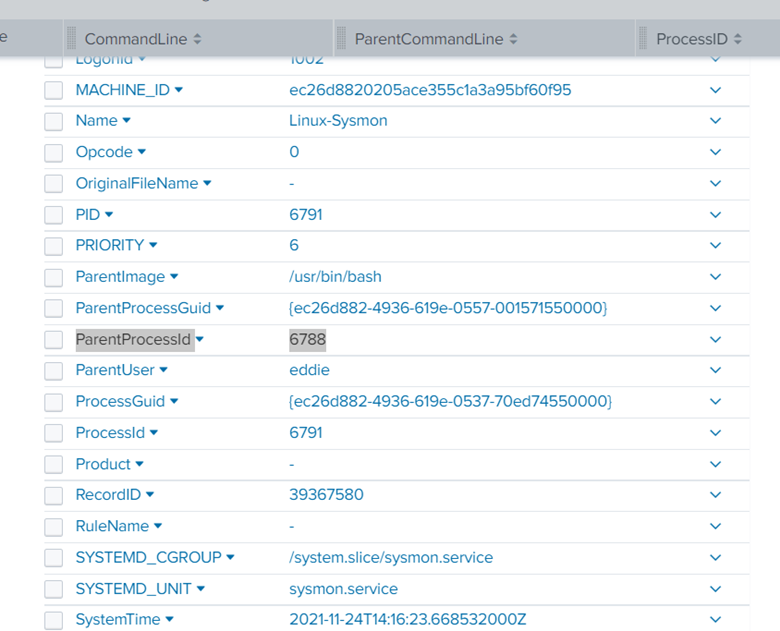 e CommandLine ParentCommandLine ProcessID
LogonId 1002
MACHINE_ID ec26d8820205ace355c1a3a95bf60f95
Name Linux-Sysmon
Opcode 0
OriginalFileName -
PID 6791
PRIORITY 6
ParentImage /usr/bin/bash
ParentProcessGuid {ec26d882-4936-619e-0557-001571550000}
ParentProcessId 6788
ParentUser eddie
ProcessGuid {ec26d882-4936-619e-0537-70ed74550000}
ProcessId 6791
Product -
RecordID 39367580
RuleName -
SYSTEMD_CGROUP /system.slice/sysmon.service
SYSTEMD_UNIT sysmon.service
SystemTime 2021-11-24T14:16:23.668532000Z